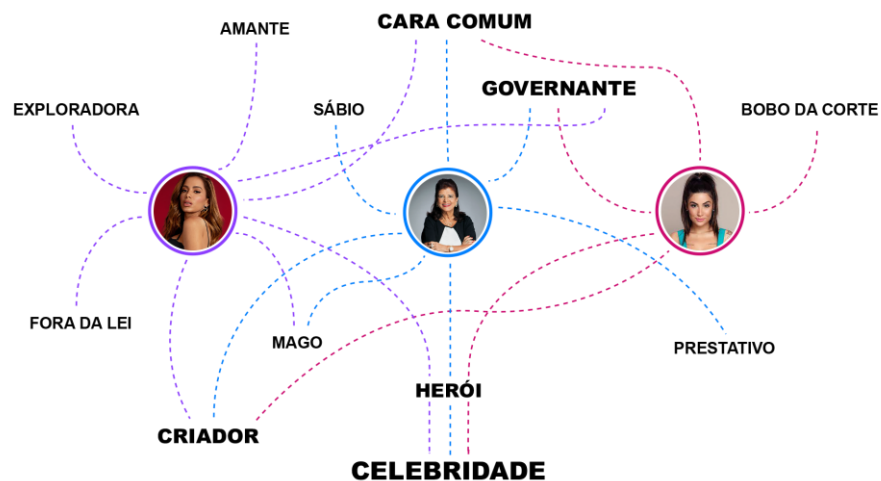 CARA COMUM
AMANTE
GOVERNANTE
EXPLORADORA
SÁBIO
BOBO DA CORTE
FORA DA LEI
MAGO
PRESTATIVO
HERÓI
CRIADOR
CELEBRIDADE